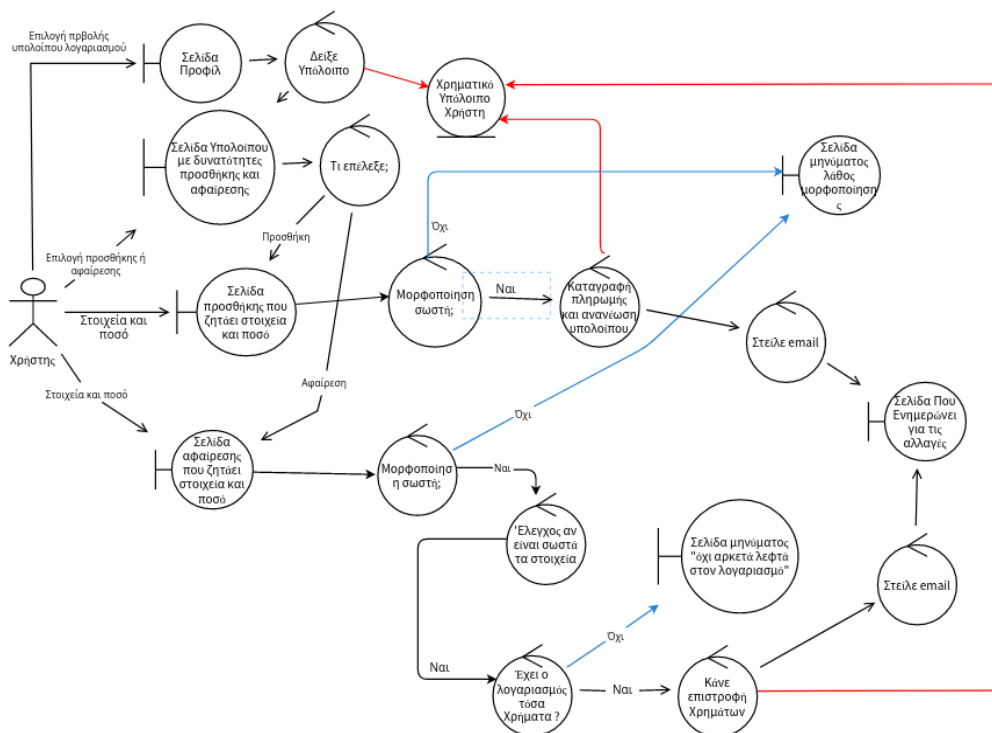 Επιλογή πρβολής
υπολοίπου λογαριασμού
Σελίδα
Προφίλ
Δείξε
Υπόλοιπο
Χρηματικό
Υπόλοιπο
Χρήστη
Σελίδα Υπολοίπου
με δυνατότητες
προσθήκης και
αφαίρεσης
Τι επέλεξε;
Σελίδα
μηνύματος
λάθος
μορφοποίηση
ς
Όχι
Προσθήκη
Επιλογή προσθήκης ή
αφαίρεσης
Σελίδα
προσθήκης που
ζητάει στοιχεία
και ποσό
Μορφοποίηση
σωστή;
Ναι
Καταγραφή
πληρωμής
και ανανέωση
υπολοίπου
Στοιχεία και
ποσό
Χρήστης
Στείλε email
Αφαίρεση
Στοιχεία και ποσό
Σελίδα Που
Ενημερώνει
για τις
αλλαγές
Όχι
Σελίδα
αφαίρεσης
που ζητάει
στοιχεία και
ποσό
Μορφοποίησ
η σωστή;
Ναι
'Ελεγχος αν
είναι σωστά
τα στοιχεία
Σελίδα μηνύματος
"όχι αρκετά λεφτά
στον λογαριασμό"
Στείλε email
Όχι
Ναι
Έχει ο
λογαριασμός
τόσα
Χρήματα ?
Ναι
Κάνε
επιστροφή
Χρημάτων